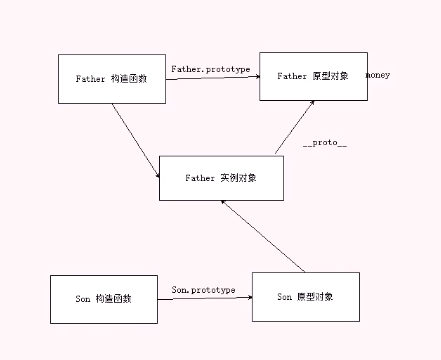 Father.prototype
Father 构造函数
Father 原型对象
money
__proto__
Father 实例对象
Son.prototype
Son 构造函数
Son 原型对象